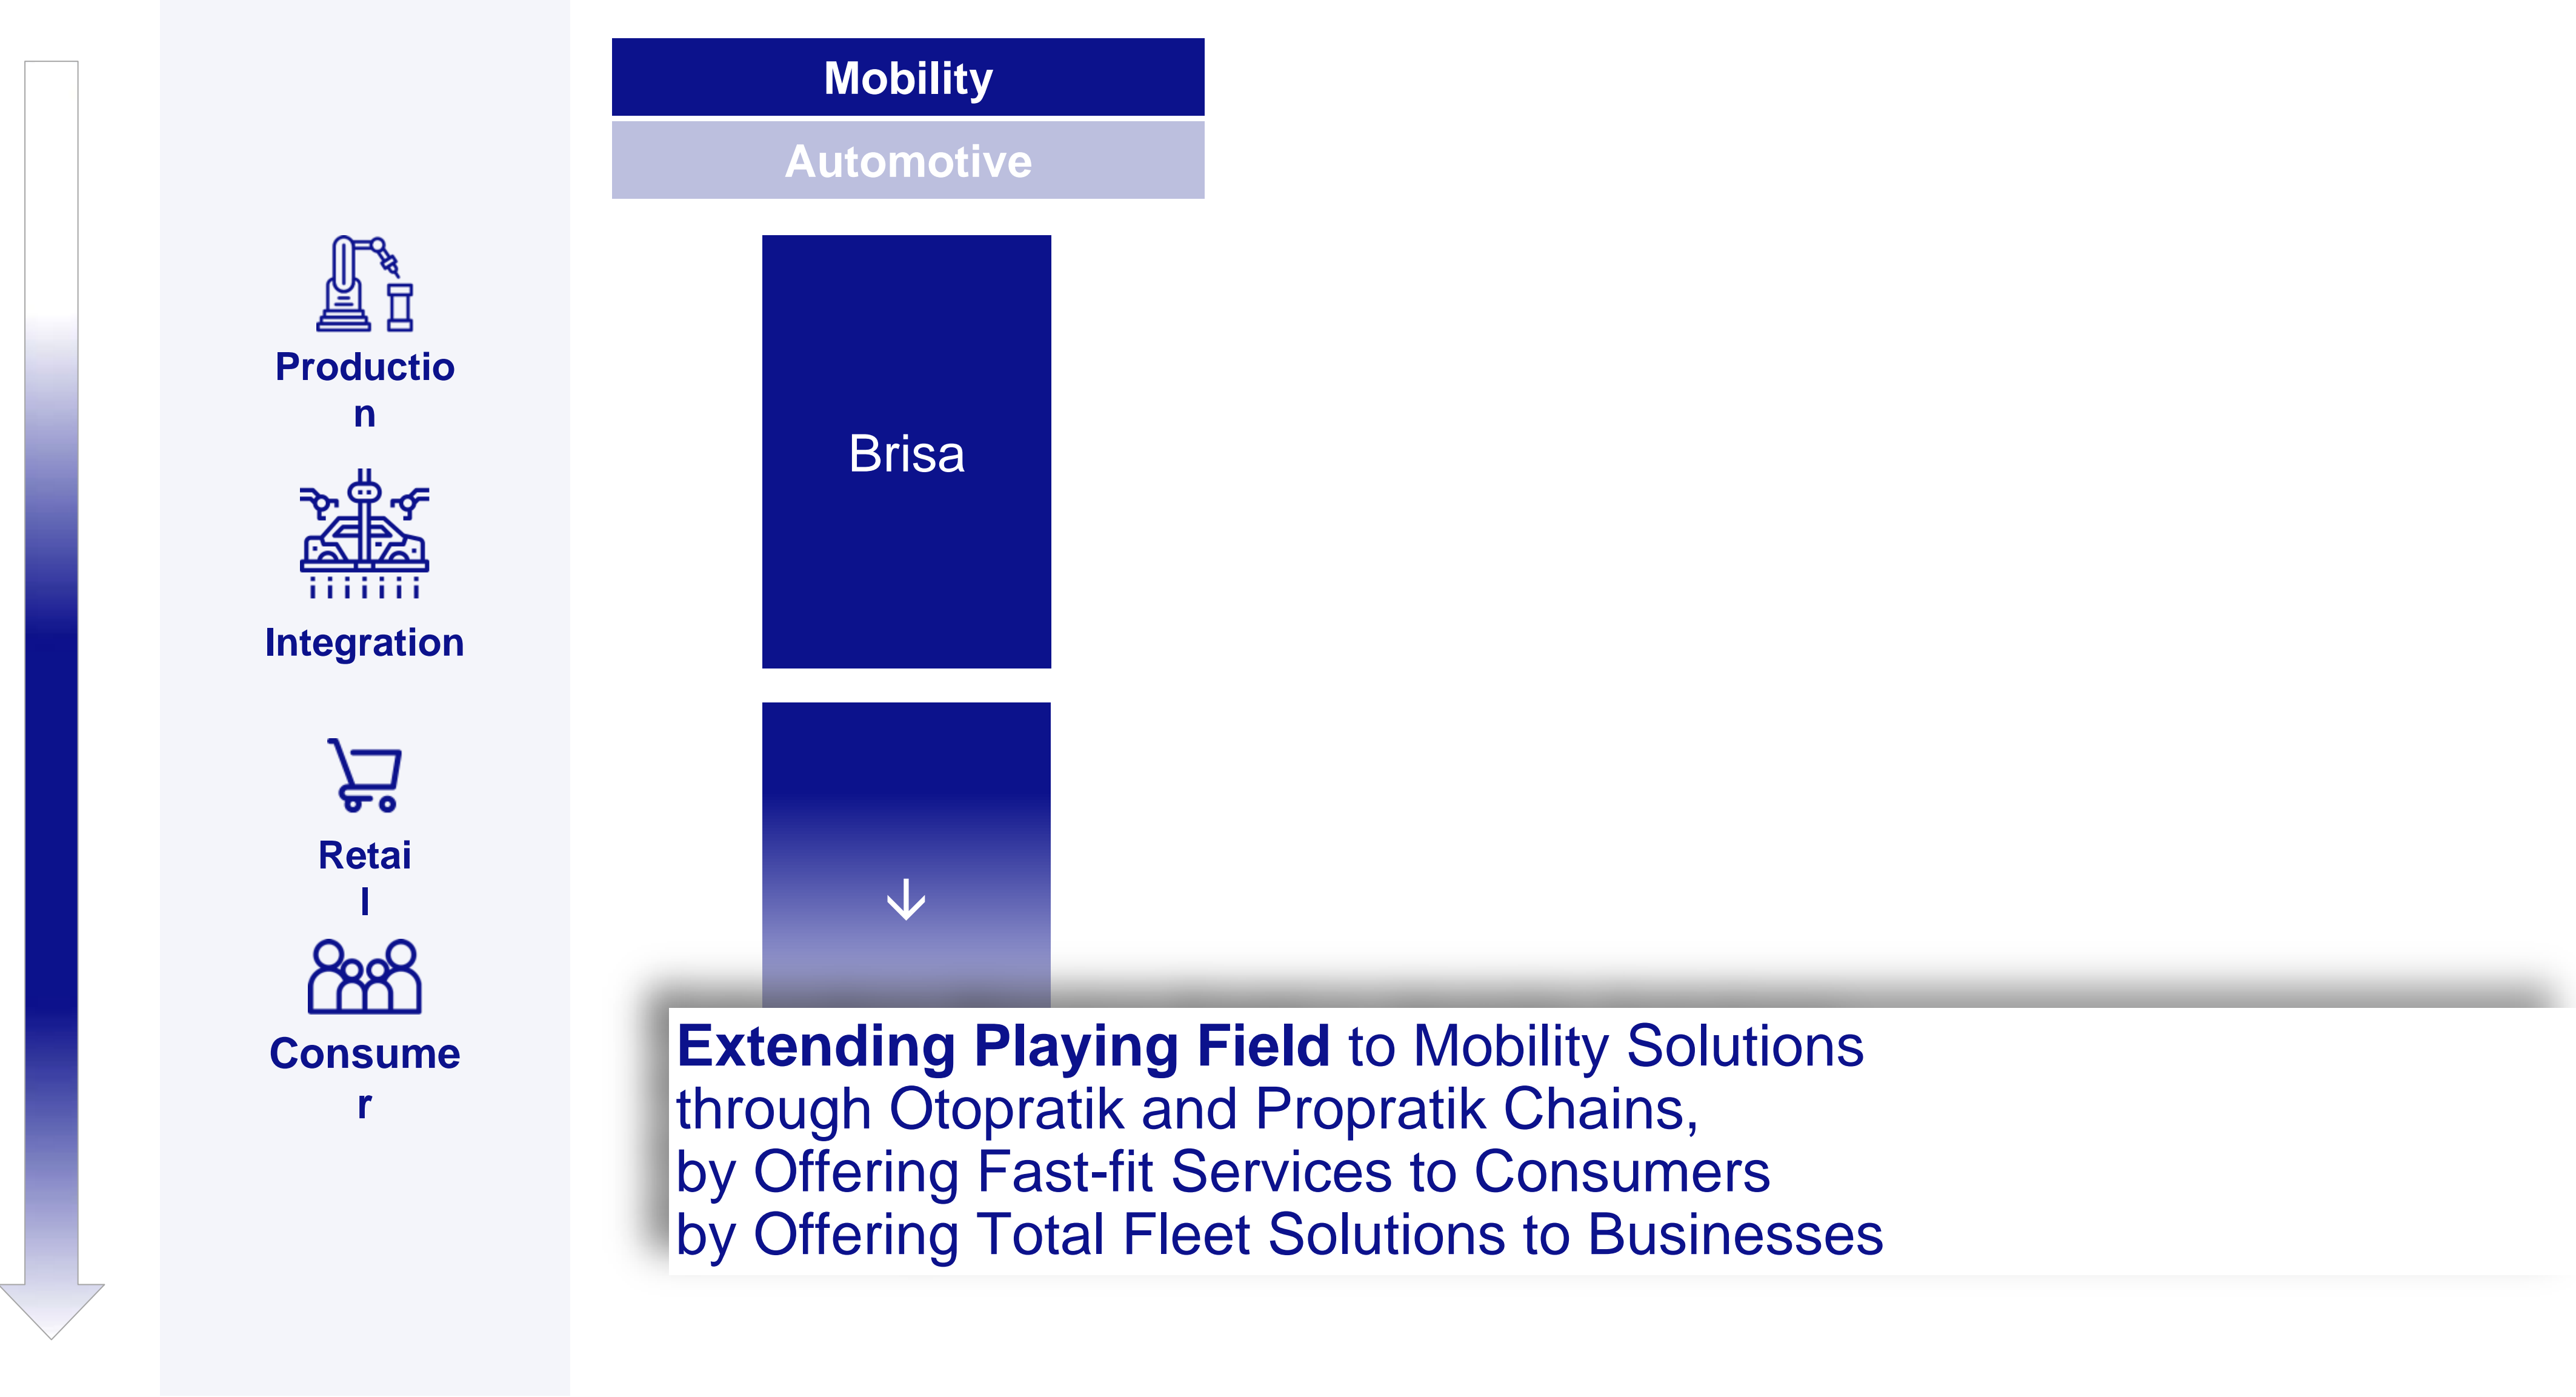 Mobility
Automotive
Productio
n
Brisa
Integration
Retai
l
Consume
r
Extending Playing Field to Mobility Solutions
through Otopratik and Propratik Chains,
by Offering Fast-fit Services to Consumers
by Offering Total Fleet Solutions to Businesses